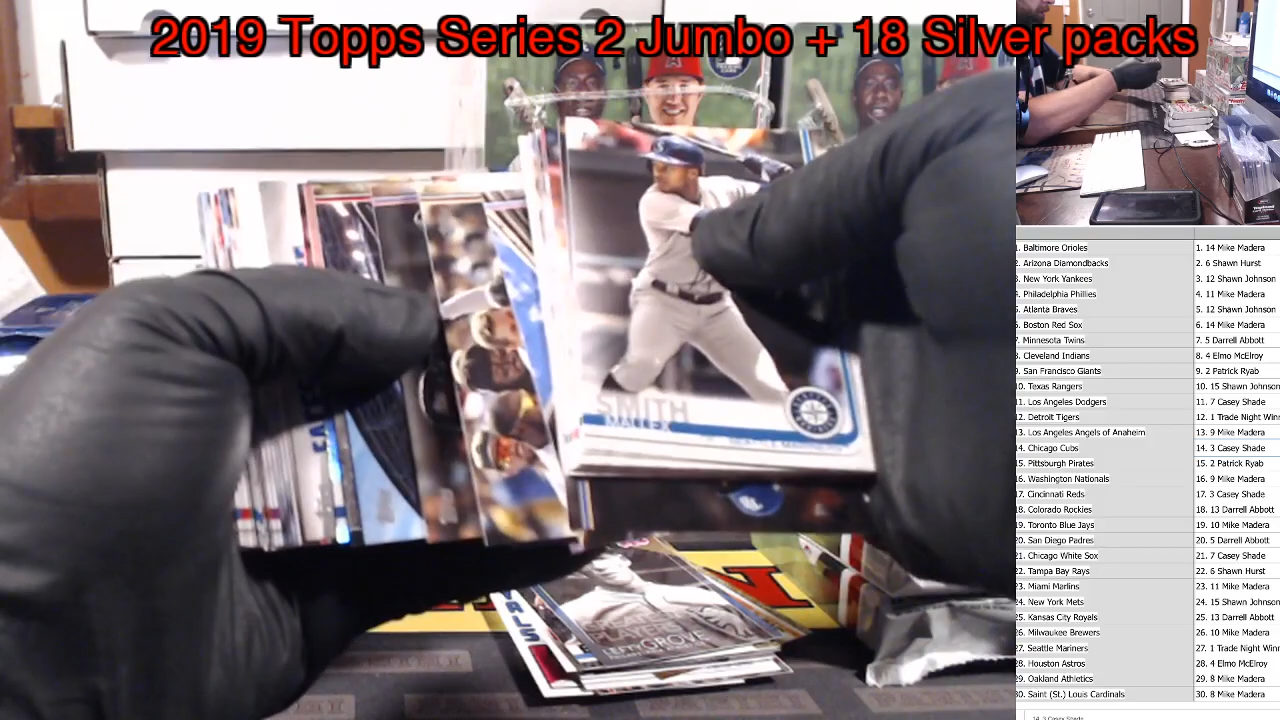 2019 Topps Series 2 Jumbo + 18 Silver packs
SMITH
MALLEX
LEFTY GROVE
1. Baltimore Orioles 1. 14 Mike Madera
2. Arizona Diamondbacks 2. 6 Shawn Hurst
3. New York Yankees 3. 12 Shawn Johnson
4. Philadelphia Phillies 4. 11 Mike Madera
5. Atlanta Braves 5. 12 Shawn Johnson
6. Boston Red Sox 6. 14 Mike Madera
7. Minnesota Twins 7. 5 Darrell Abbott
8. Cleveland Indians 8. 4 Elmo McElroy
9. San Francisco Giants 9. 2 Patrick Ryab
10. Texas Rangers 10. 15 Shawn Johnson
11. Los Angeles Dodgers 11. 7 Casey Shade
12. Detroit Tigers 12. 1 Trade Night Win
13. Los Angeles Angels of Anaheim 13. 9 Mike Madera
14. Chicago Cubs 14. 3 Casey Shade
15. Pittsburgh Pirates 15. 2 Patrick Ryab
16. Washington Nationals 16. 9 Mike Madera
17. Cincinnati Reds 17. 3 Casey Shade
18. Colorado Rockies 18. 13 Darrell Abbott
19. Toronto Blue Jays 19. 10 Mike Madera
20. San Diego Padres 20. 5 Darrell Abbott
21. Chicago White Sox 21. 7 Casey Shade
22. Tampa Bay Rays 22. 6 Shawn Hurst
23. Miami Marlins 23. 11 Mike Madera
24. New York Mets 24. 15 Shawn Johnson
25. Kansas City Royals 25. 13 Darrell Abbott
26. Milwaukee Brewers 26. 10 Mike Madera
27. Seattle Mariners 27. 1 Trade Night Win
28. Houston Astros 28. 4 Elmo McElroy
29. Oakland Athletics 29. 8 Mike Madera
30. Saint (St.) Louis Cardinals 30. 8 Mike Madera
14. 3 Casey Shade